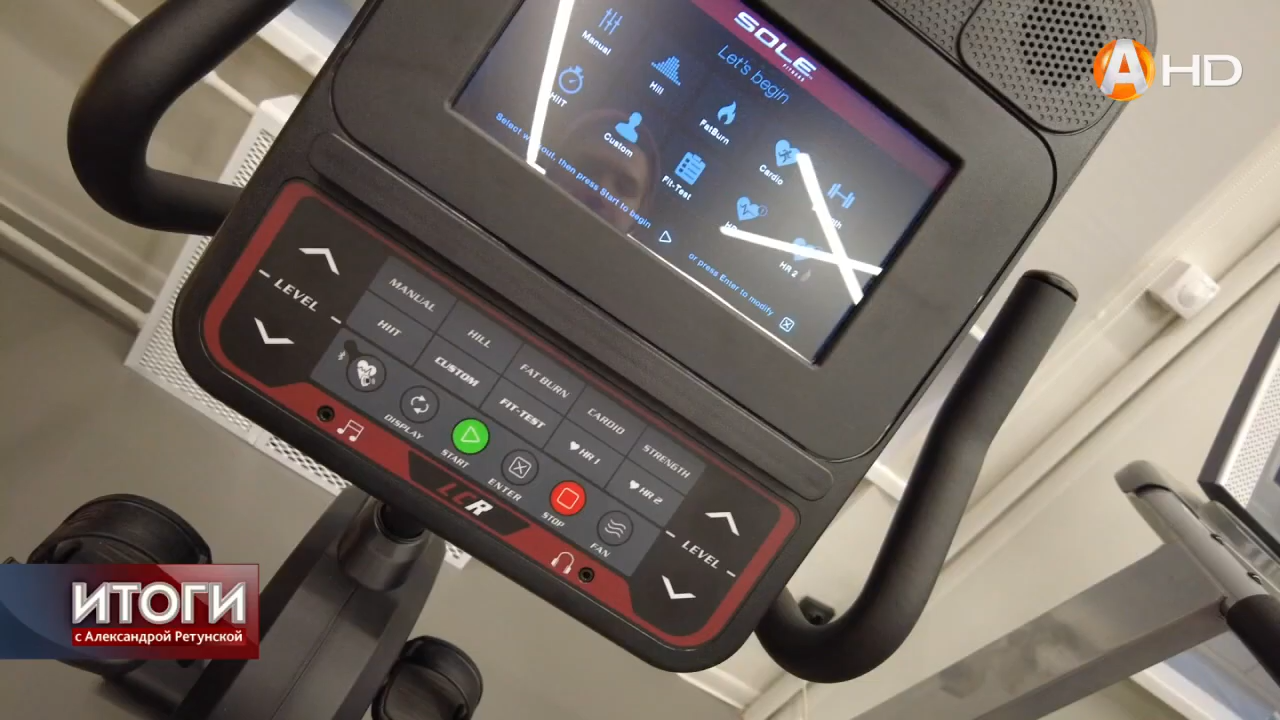 SOLE
FITNESS
Let's begin
Manual
Hill
FatBurn
Cardio
HIIT
Custom
Fit-Test
HR 2
Select workout, then press Start to begin
or press Enter to modify
A HD
LEVEL
MANUAL
HILL
FAT BURN
CARDIO
STRENGTH
HIIT
CUSTOM
FIT-TEST
HR 1
HR 2
DISPLAY
START
ENTER
STOP
FAN
LEVEL
LCR
ИТОГИ
с Александрой Ретунской